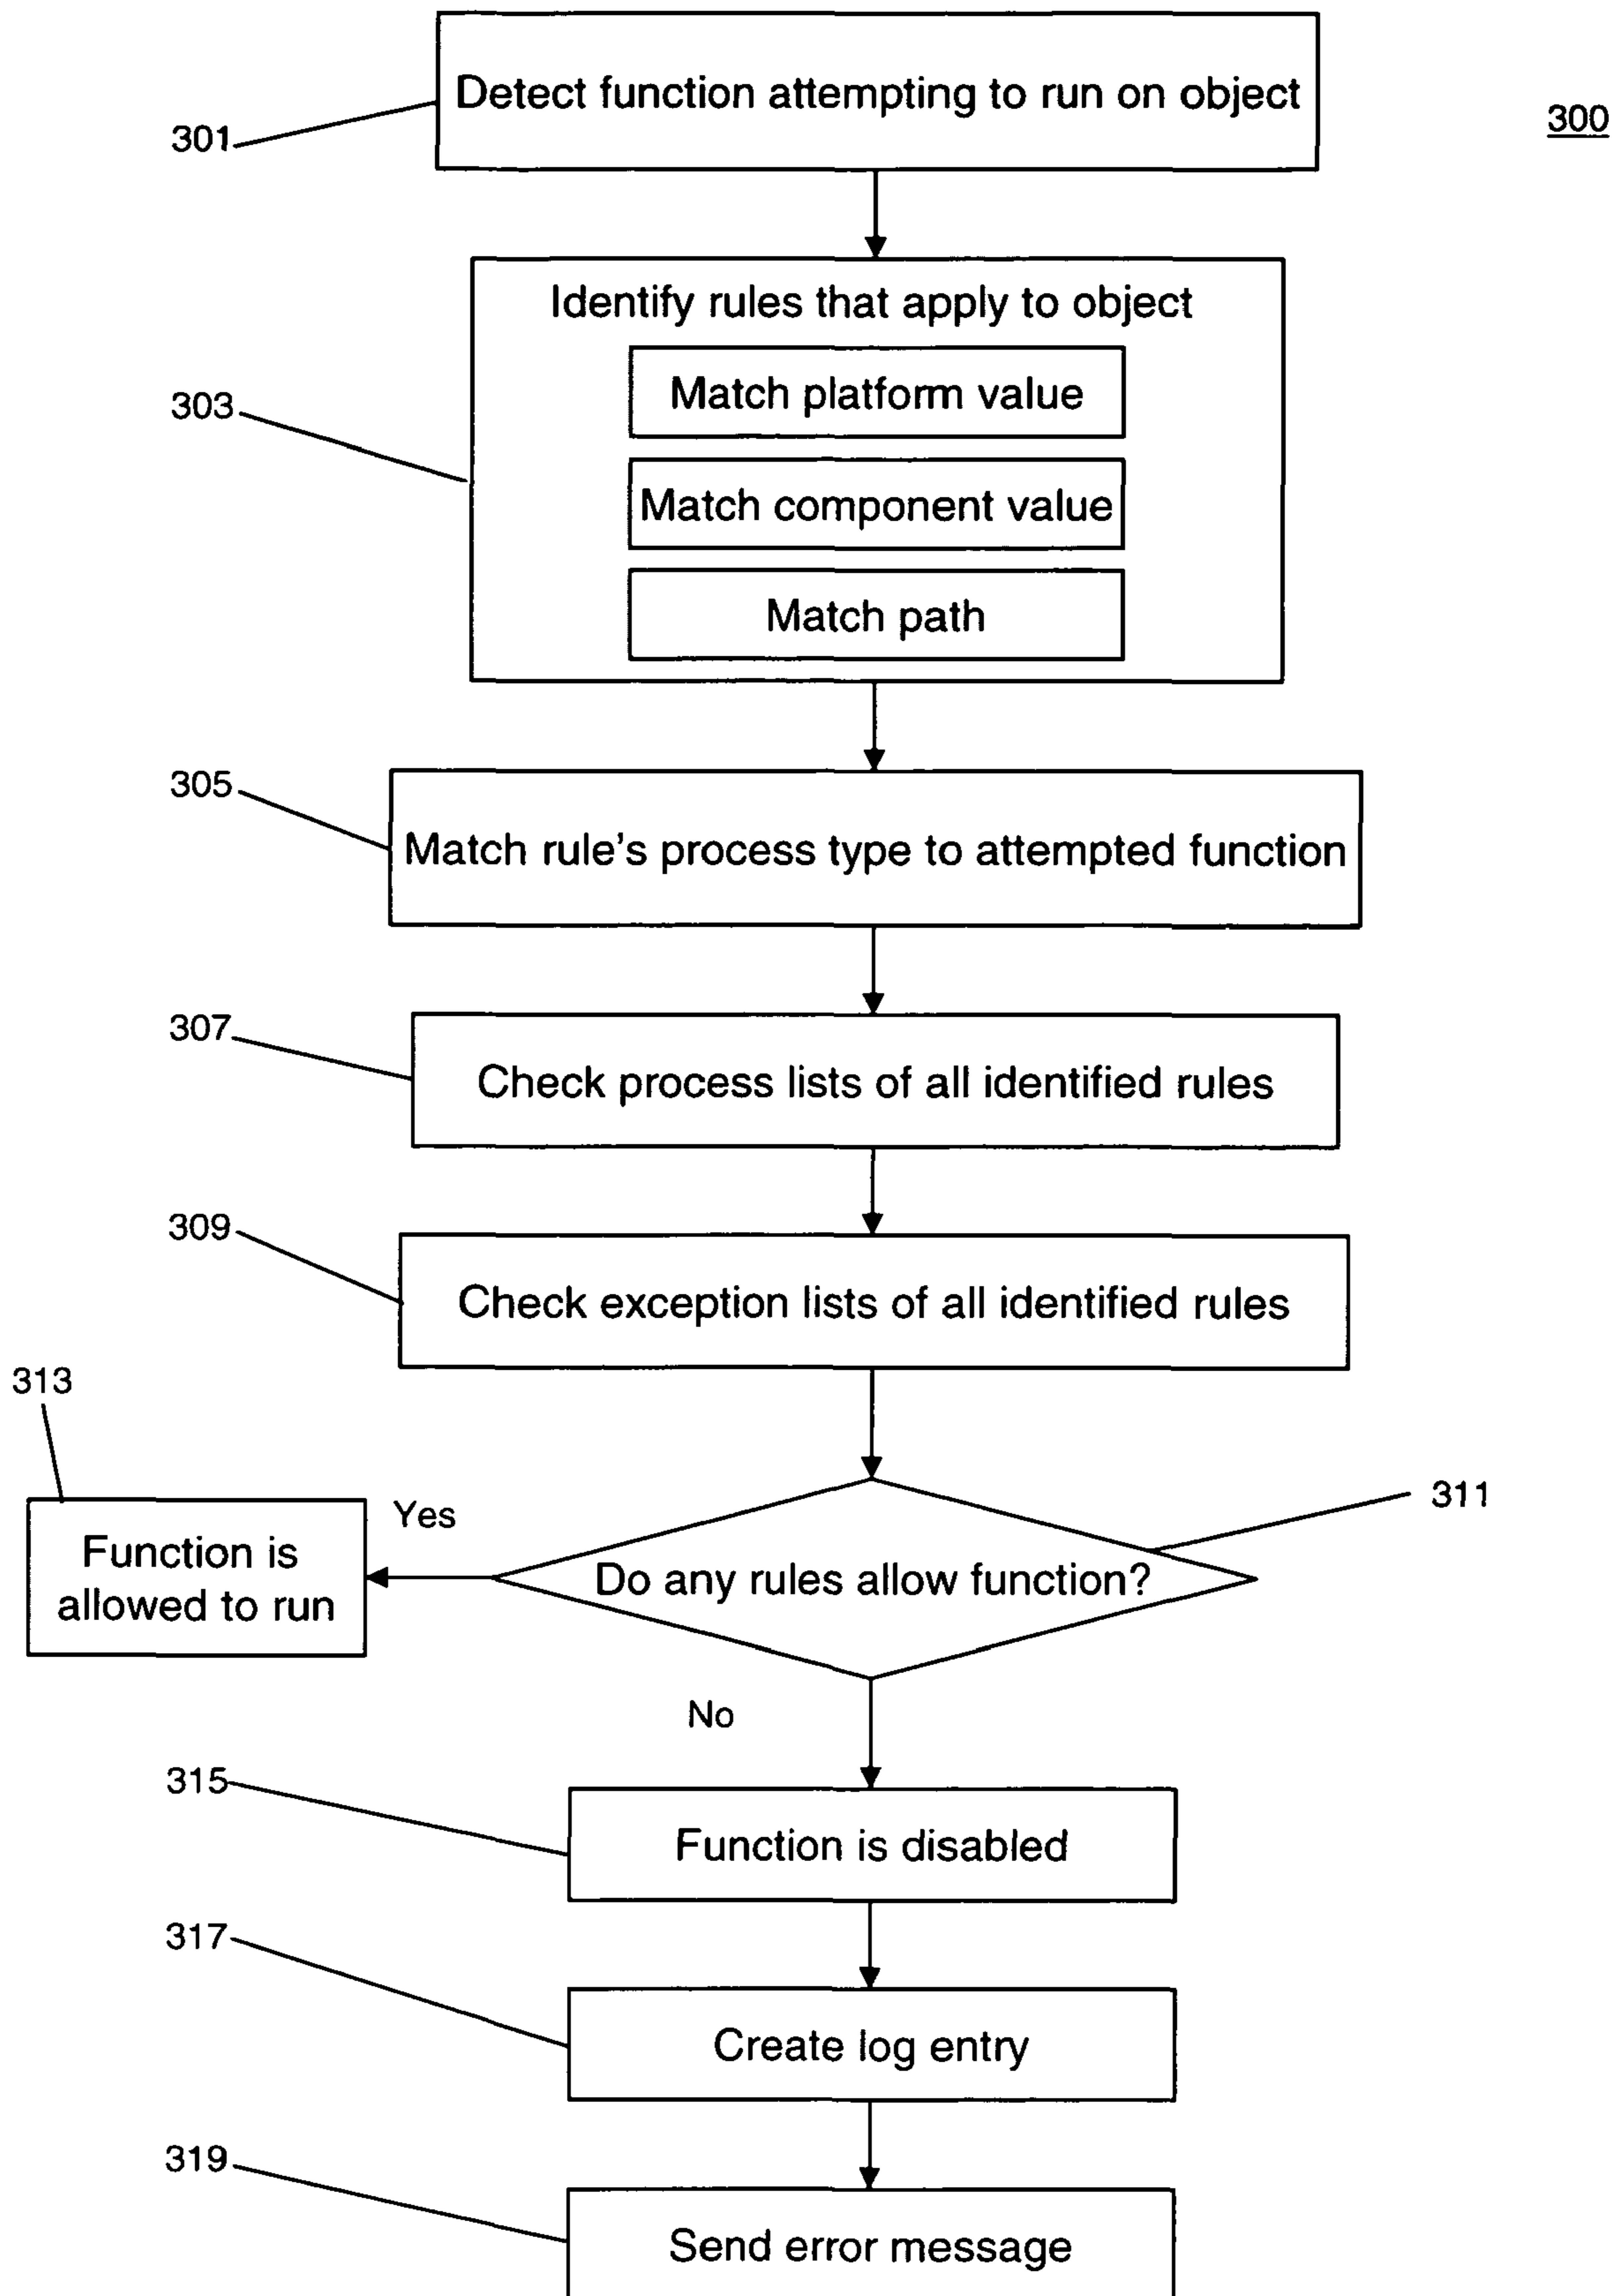 Detect function attempting to run on object
300
301
Identify rules that apply to object
Match platform value
303
Match component value
Match path
305
Match rule's process type to attempted function
307
Check process lists of all identified rules
309
Check exception lists of all identified rules
313
311
Yes
Function is
allowed to run
Do any rules allow function?
No
315
Function is disabled
317
Create log entry
319
Send error message